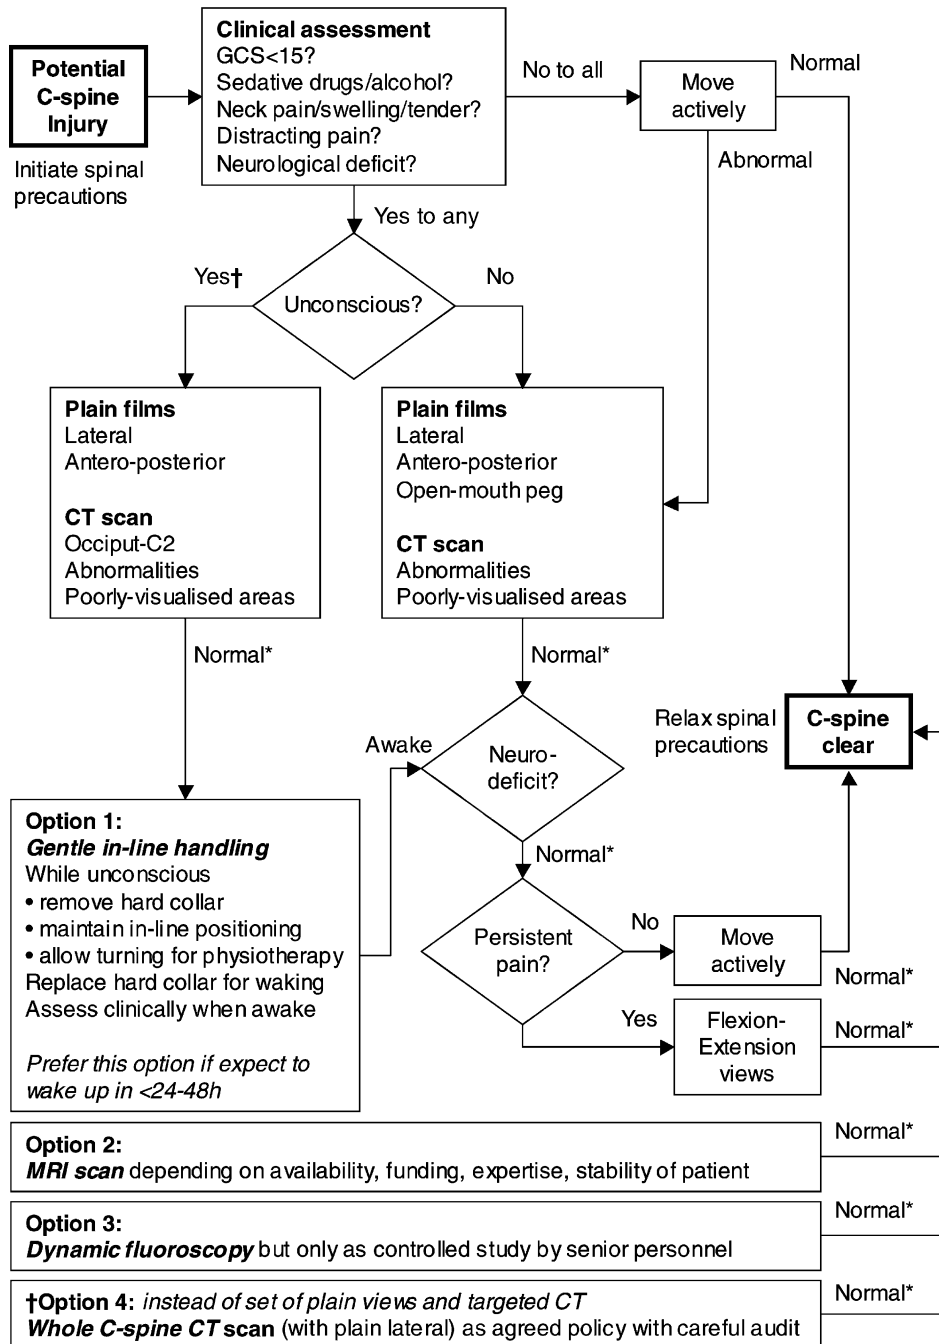 Potential
C-spine
Injury
Initiate spinal
precautions
Clinical assessment
GCS<15?
Sedative drugs/alcohol?
Neck pain/swelling/tender?
Distracting pain?
Neurological deficit?
No to all
Move
actively
Normal
Abnormal
Yes to any
Unconscious?
Yes†
No
Plain films
Lateral
Antero-posterior
CT scan
Occiput-C2
Abnormalities
Poorly-visualised areas
Plain films
Lateral
Antero-posterior
Open-mouth peg
CT scan
Abnormalities
Poorly-visualised areas
Normal*
Normal*
Relax spinal
precautions
C-spine
clear
Awake
Neuro-
deficit?
Normal*
Option 1:
Gentle in-line handling
While unconscious
• remove hard collar
• maintain in-line positioning
• allow turning for physiotherapy
Replace hard collar for waking
Assess clinically when awake
Prefer this option if expect to
wake up in <24-48h
Persistent
pain?
No
Move
actively
Normal*
Yes
Flexion-
Extension
views
Normal*
Option 2:
MRI scan depending on availability, funding, expertise, stability of patient
Normal*
Option 3:
Dynamic fluoroscopy but only as controlled study by senior personnel
Normal*
†Option 4: instead of set of plain views and targeted CT
Whole C-spine CT scan (with plain lateral) as agreed policy with careful audit
Normal*